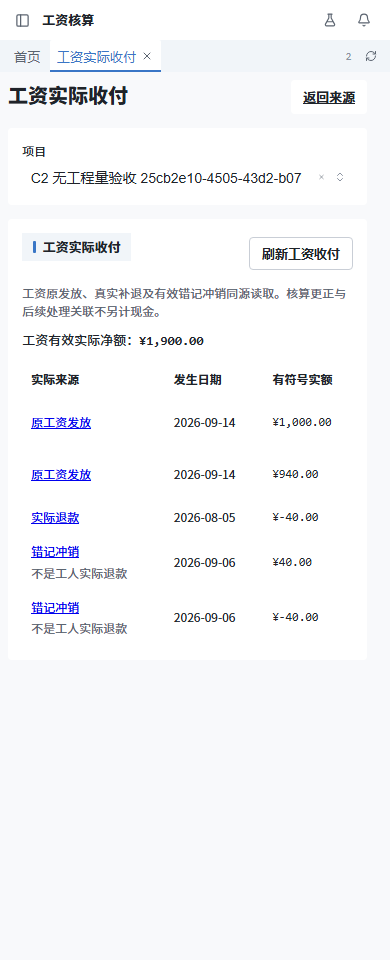 工资核算
首页
工资实际收付
2
工资实际收付
返回来源
项目
C2 无工程量验收 25cb2e10-4505-43d2-b07
工资实际收付
刷新工资收付
工资原发放、真实补退及有效错记冲销同源读取。核算更正与
后续处理关联不另计现金。
工资有效实际净额：¥1,900.00
实际来源 发生日期 有符号实额
原工资发放 2026-09-14 ¥1,000.00
原工资发放 2026-09-14 ¥940.00
实际退款 2026-08-05 ¥-40.00
错记冲销
不是工人实际退款
2026-09-06 ¥40.00
错记冲销
不是工人实际退款
2026-09-06 ¥-40.00